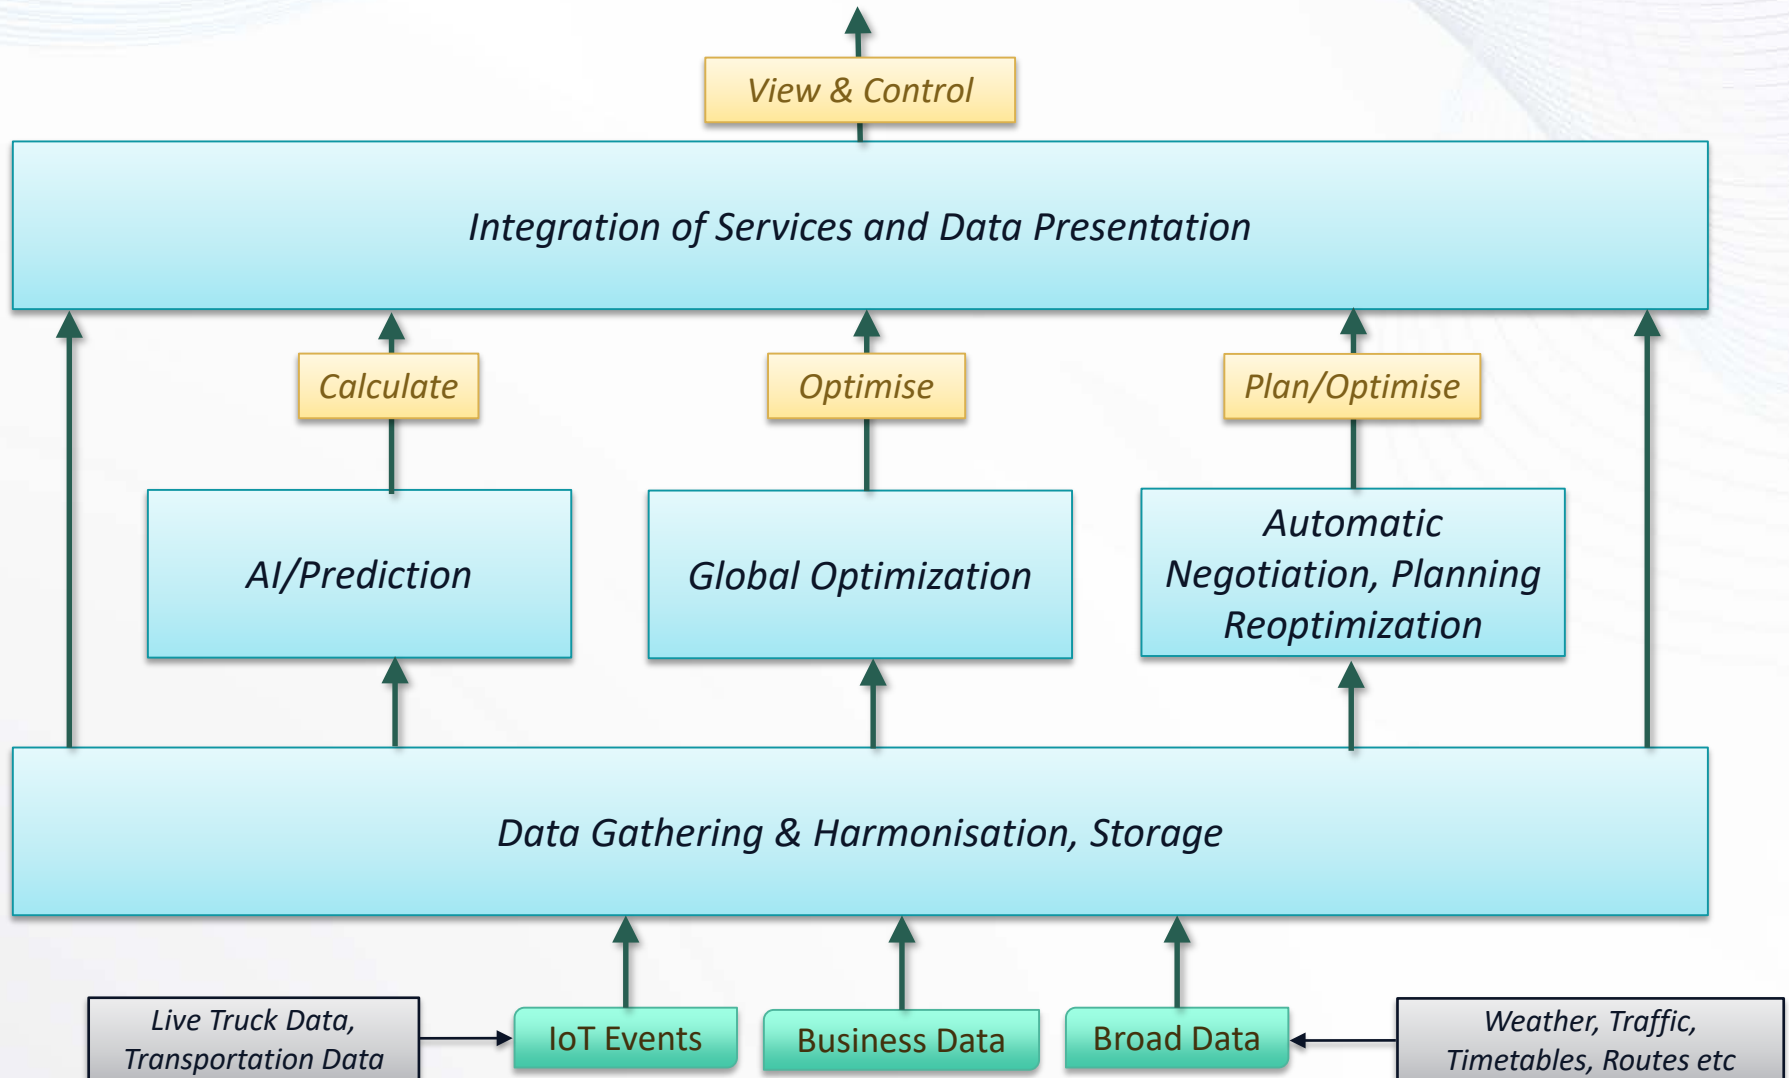 View & Control
Integration of Services and Data Presentation
Calculate
Optimise
Plan/Optimise
AI/Prediction
Global Optimization
Automatic
Negotiation, Planning
Reoptimization
Data Gathering & Harmonisation, Storage
Live Truck Data,
Transportation Data
IoT Events
Business Data
Broad Data
Weather, Traffic,
Timetables, Routes etc